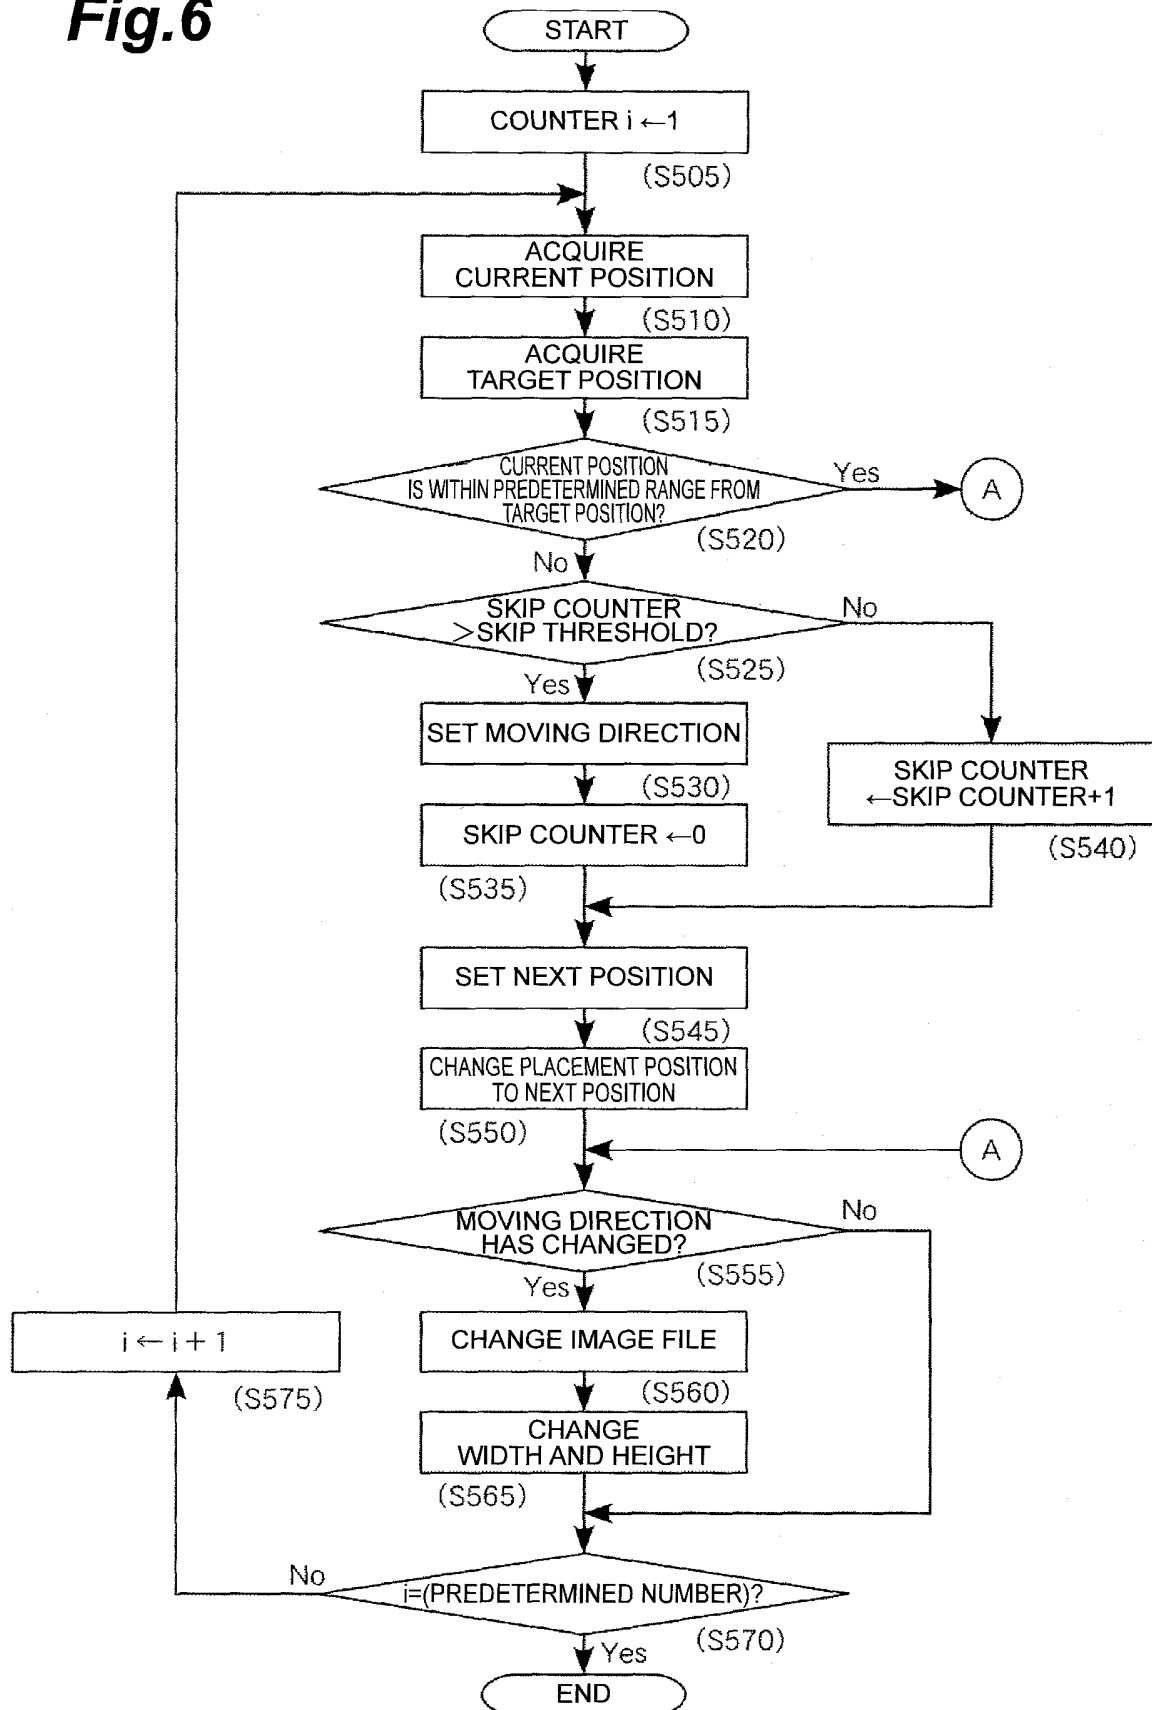 Fig.6
START
COUNTER i ←1
(S505)
ACQUIRE
CURRENT POSITION
(S510)
ACQUIRE
TARGET POSITION
(S515)
CURRENT POSITION
IS WITHIN PREDETERMINED RANGE FROM
TARGET POSITION?
Yes
A
(S520)
No
SKIP COUNTER
>SKIP THRESHOLD?
No
(S525)
Yes
SET MOVING DIRECTION
(S530)
SKIP COUNTER
←SKIP COUNTER+1
(S540)
SKIP COUNTER ←0
(S535)
SET NEXT POSITION
(S545)
CHANGE PLACEMENT POSITION
TO NEXT POSITION
(S550)
A
MOVING DIRECTION
HAS CHANGED?
No
(S555)
Yes
CHANGE IMAGE FILE
(S560)
i ← i + 1
(S575)
CHANGE
WIDTH AND HEIGHT
(S565)
No
i=(PREDETERMINED NUMBER)?
(S570)
Yes
END